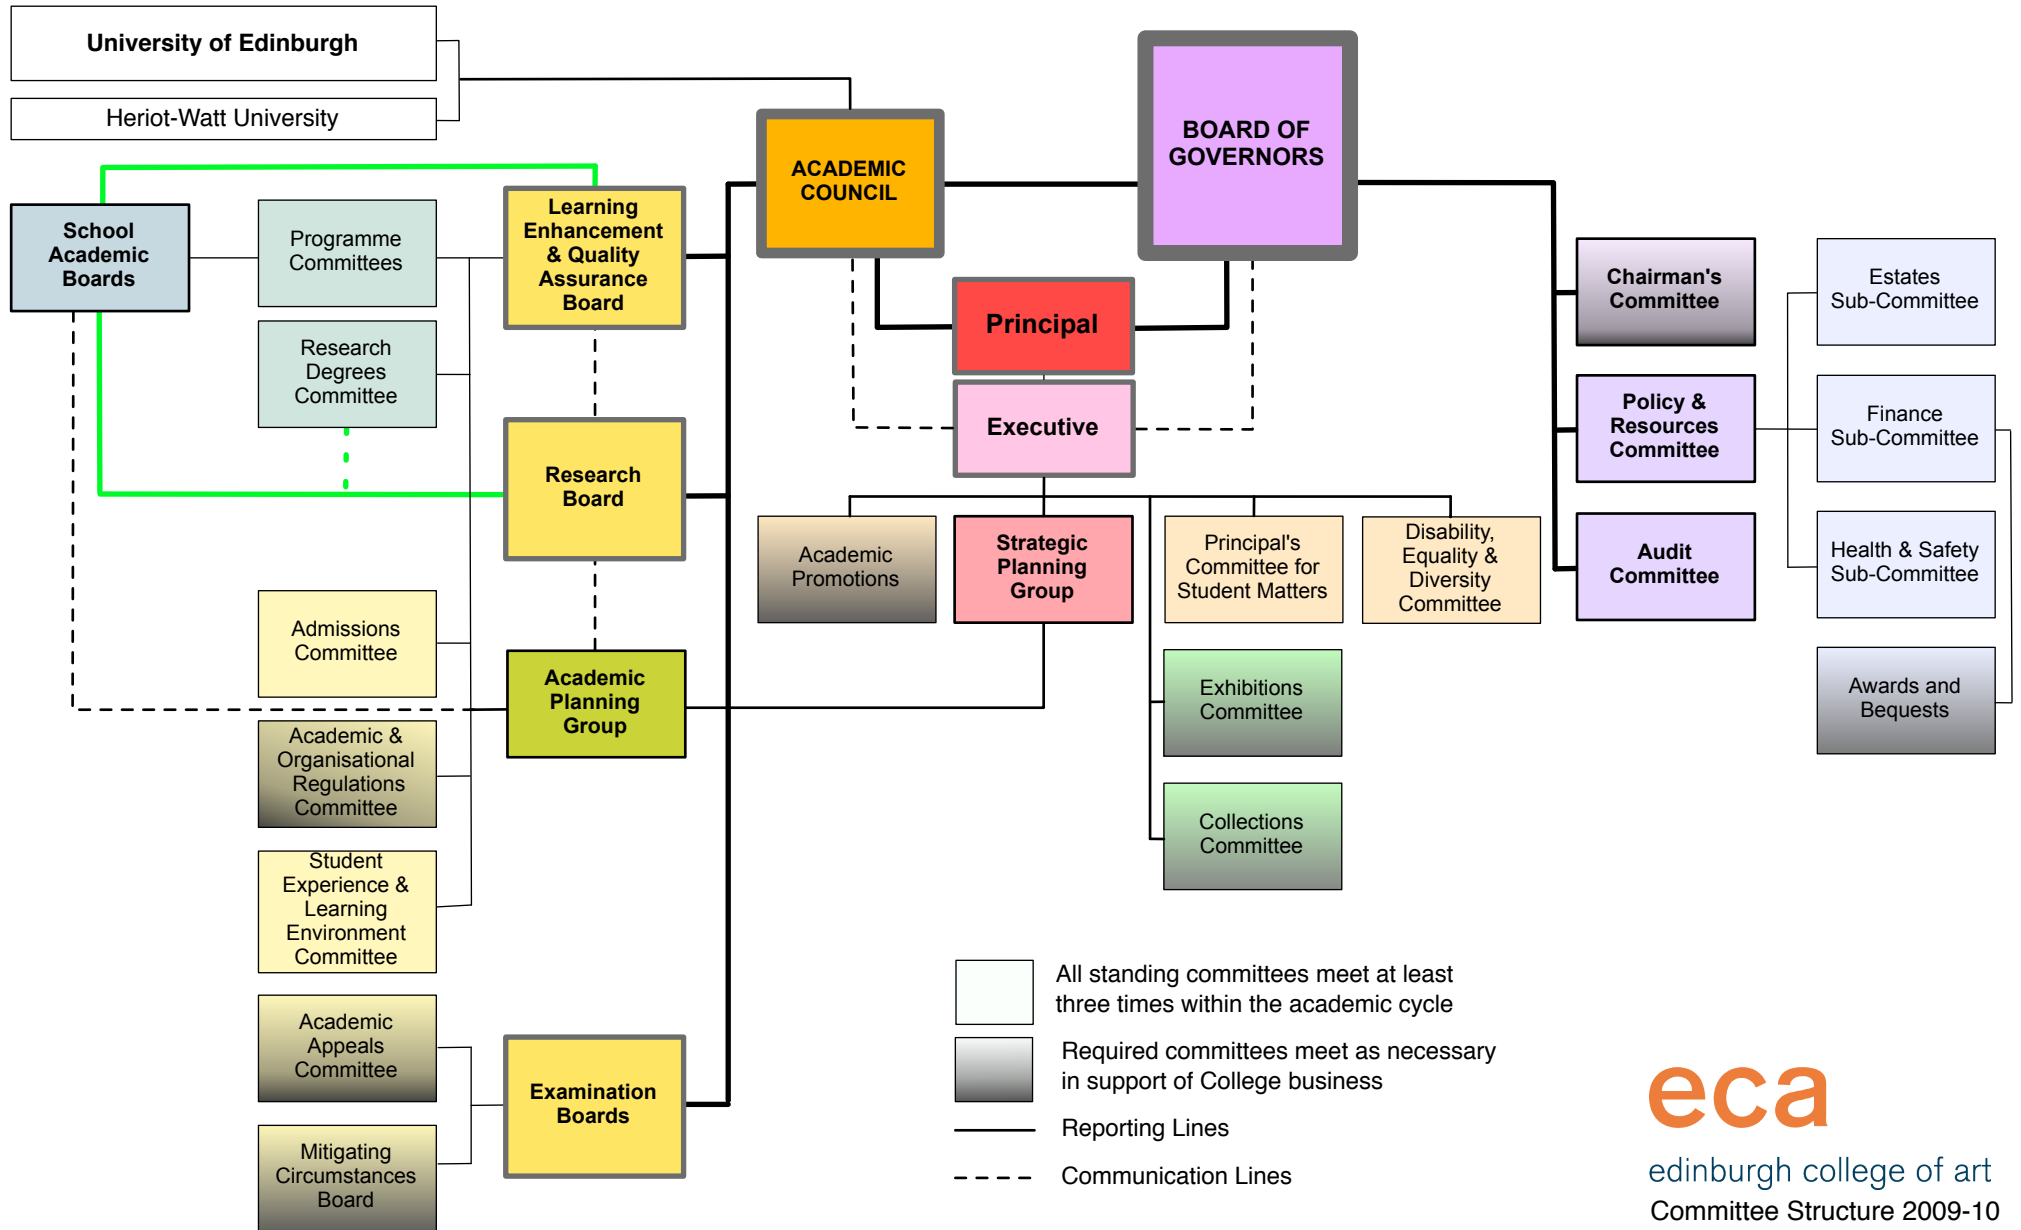 University of Edinburgh
Heriot-Watt University
ACADEMIC
COUNCIL
BOARD OF
GOVERNORS
School
Academic
Boards
Programme
Committees
Learning
Enhancement
& Quality
Assurance
Board
Research
Degrees
Committee
Principal
Executive
Chairman's
Committee
Estates
Sub-Committee
Policy &
Resources
Committee
Finance
Sub-Committee
Research
Board
Academic
Promotions
Strategic
Planning
Group
Principal's
Committee for
Student Matters
Disability,
Equality &
Diversity
Committee
Audit
Committee
Health & Safety
Sub-Committee
Admissions
Committee
Academic
Planning
Group
Exhibitions
Committee
Awards and
Bequests
Academic &
Organisational
Regulations
Committee
Collections
Committee
Student
Experience &
Learning
Environment
Committee
Academic
Appeals
Committee
Examination
Boards
Mitigating
Circumstances
Board
All standing committees meet at least
three times within the academic cycle
Required committees meet as necessary
in support of College business
Reporting Lines
Communication Lines
eca
edinburgh college of art
Committee Structure 2009-10